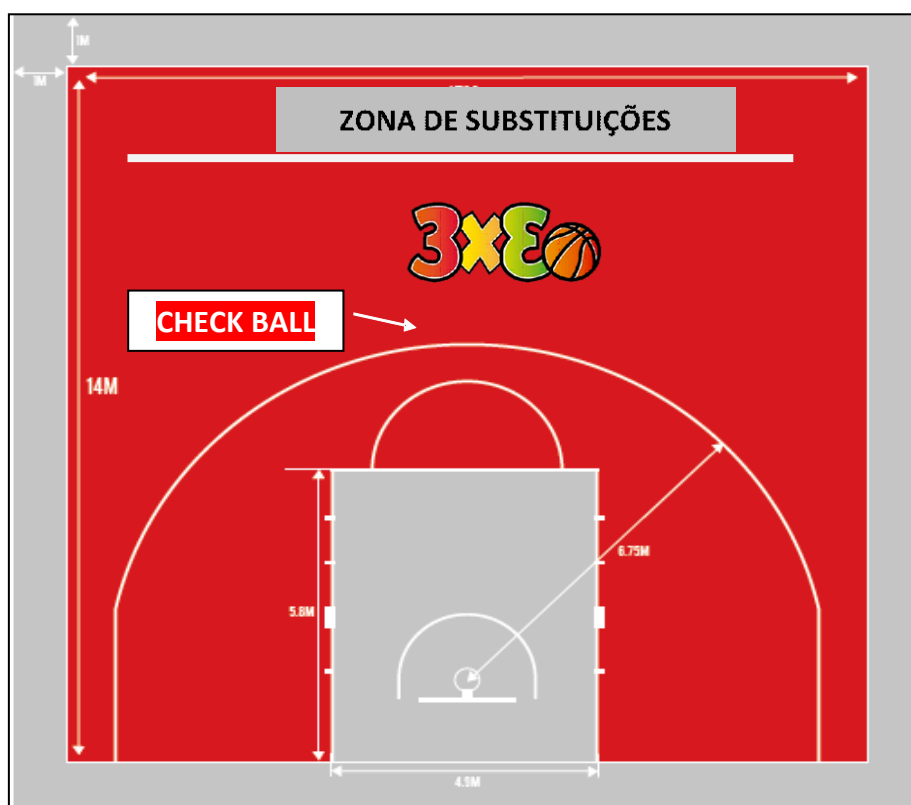 1M
1M
ZONA DE SUBSTITUIÇÕES
3x3
CHECK BALL
14M
6.75M
5.8M
4.9M